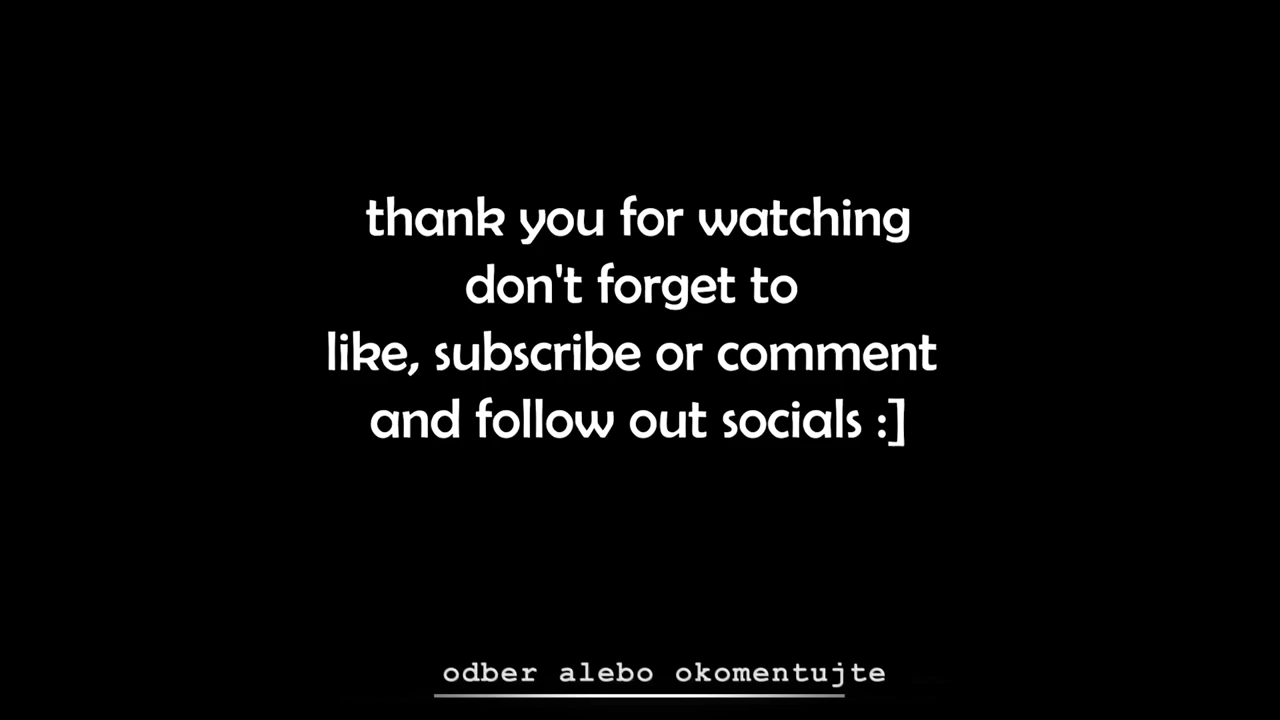 thank you for watching
don't forget to
like, subscribe or comment
and follow out socials :]
odber alebo okomentujte